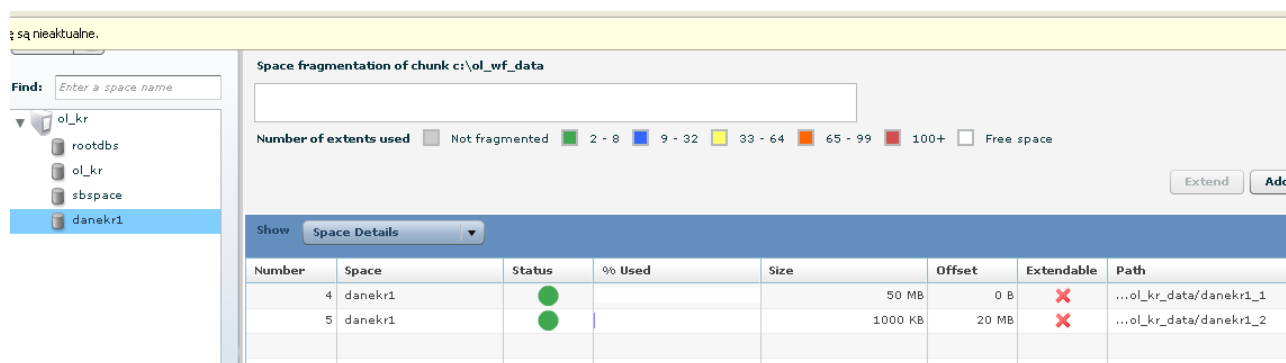 ę są nieaktualne.
Space fragmentation of chunk c:\ol_wf_data
Find: Enter a space name
ol_kr
rootdbs
ol_kr
sbspace
danekr1
Number of extents used Not fragmented 2 - 8 9 - 32 33 - 64 65 - 99 100+ Free space
Extend Add
Show Space Details
Number Space Status % Used Size Offset Extendable Path
4 danekr1 50 MB 0 B ...ol_kr_data/danekr1_1
5 danekr1 1000 KB 20 MB ...ol_kr_data/danekr1_2